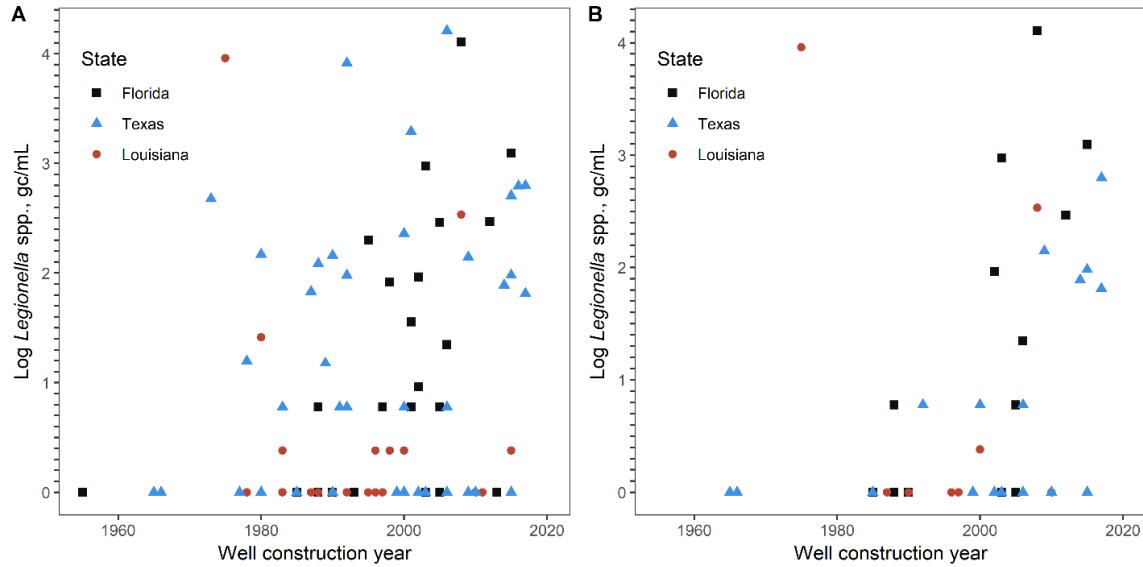 A
State
Florida
Texas
Louisiana
Log Legionella spp., gc/mL
4
3
2
1
0
1960
1980
2000
2020
Well construction year
B
State
Florida
Texas
Louisiana
Log Legionella spp., gc/mL
4
3
2
1
0
1960
1980
2000
2020
Well construction year